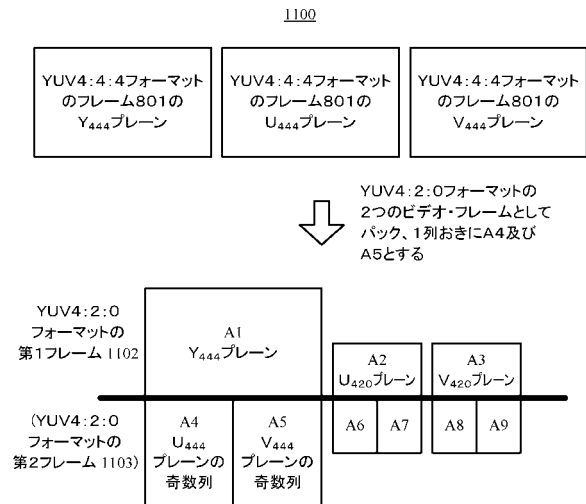 1100
YUV4:4:4フォーマット
のフレーム801の
Y444プレーン
YUV4:4:4フォーマット
のフレーム801の
U444プレーン
YUV4:4:4フォーマット
のフレーム801の
V444プレーン
YUV4:2:0フォーマットの
2つのビデオ・フレームとして
パック、1列おきにA4及び
A5とする
YUV4:2:0
フォーマットの
第1フレーム 1102
A1
Y444プレーン
A2
U420プレーン
A3
V420プレーン
(YUV4:2:0
フォーマットの
第2フレーム 1103)
A4
U444
プレーンの
奇数列
A5
V444
プレーンの
奇数列
A6
A7
A8
A9